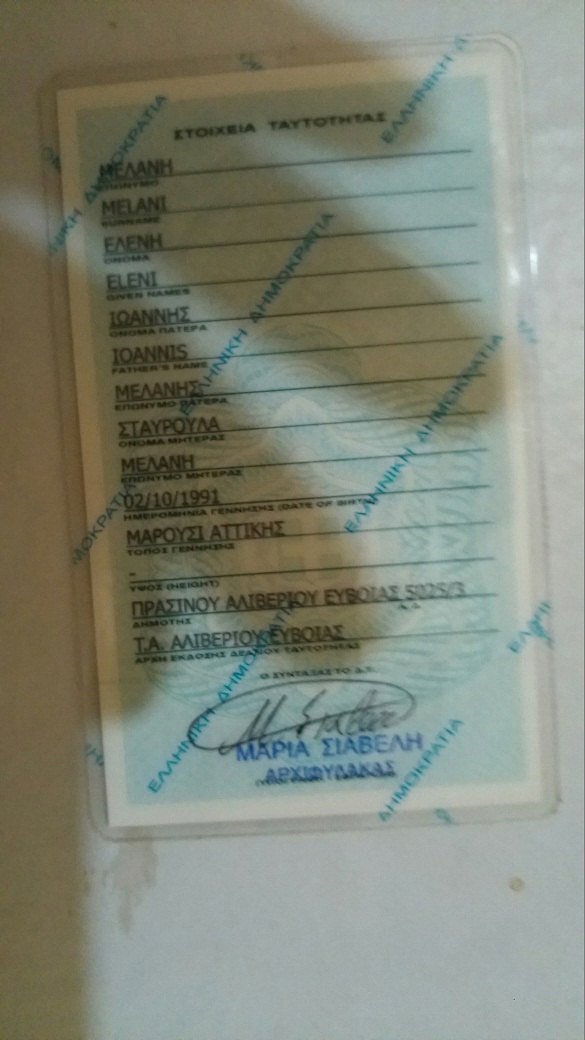 ΣΤΟΙΧΕΙΑ ΤΑΥΤΟΤΗΤΑΣ
ΜΕΛΑΝΗ
ΕΠΩΝΥΜΟ
MELANI
SURNAME
ΕΛΕΝΗ
ΟΝΟΜΑ
ELENI
GIVEN NAMES
ΙΩΑΝΝΗΣ
ΟΝΟΜΑ ΠΑΤΕΡΑ
IOANNIS
FATHER'S NAME
ΜΕΛΑΝΗΣ
ΕΠΩΝΥΜΟ ΠΑΤΕΡΑ
ΣΤΑΥΡΟΥΛΑ
ΟΝΟΜΑ ΜΗΤΕΡΑΣ
ΜΕΛΑΝΗ
ΕΠΩΝΥΜΟ ΜΗΤΕΡΑΣ
02/10/1991
ΗΜΕΡΟΜΗΝΙΑ ΓΕΝΝΗΣΗΣ (DATE OF BIRTH)
ΜΑΡΟΥΣΙ ΑΤΤΙΚΗΣ
ΤΟΠΟΣ ΓΕΝΝΗΣΗΣ
-
ΥΨΟΣ (HEIGHT)
ΠΡΑΣΙΝΟΥ ΑΛΙΒΕΡΙΟΥ ΕΥΒΟΙΑΣ 5025/3
ΔΗΜΟΤΗΣ Α.Δ.
Τ.Α. ΑΛΙΒΕΡΙΟΥ ΕΥΒΟΙΑΣ
ΑΡΧΗ ΕΚΔΟΣΗΣ ΔΕΛΤΙΟΥ ΤΑΥΤΟΤΗΤΑΣ
Ο ΣΥΝΤΑΞΑΣ ΤΟ Δ.Τ.
ΜΑΡΙΑ ΣΙΑΒΕΛΗ
ΑΡΧΙΦΥΛΑΚΑΣ
ΕΛΛΗΝΙΚΗ ΔΗΜΟΚΡΑΤΙΑ